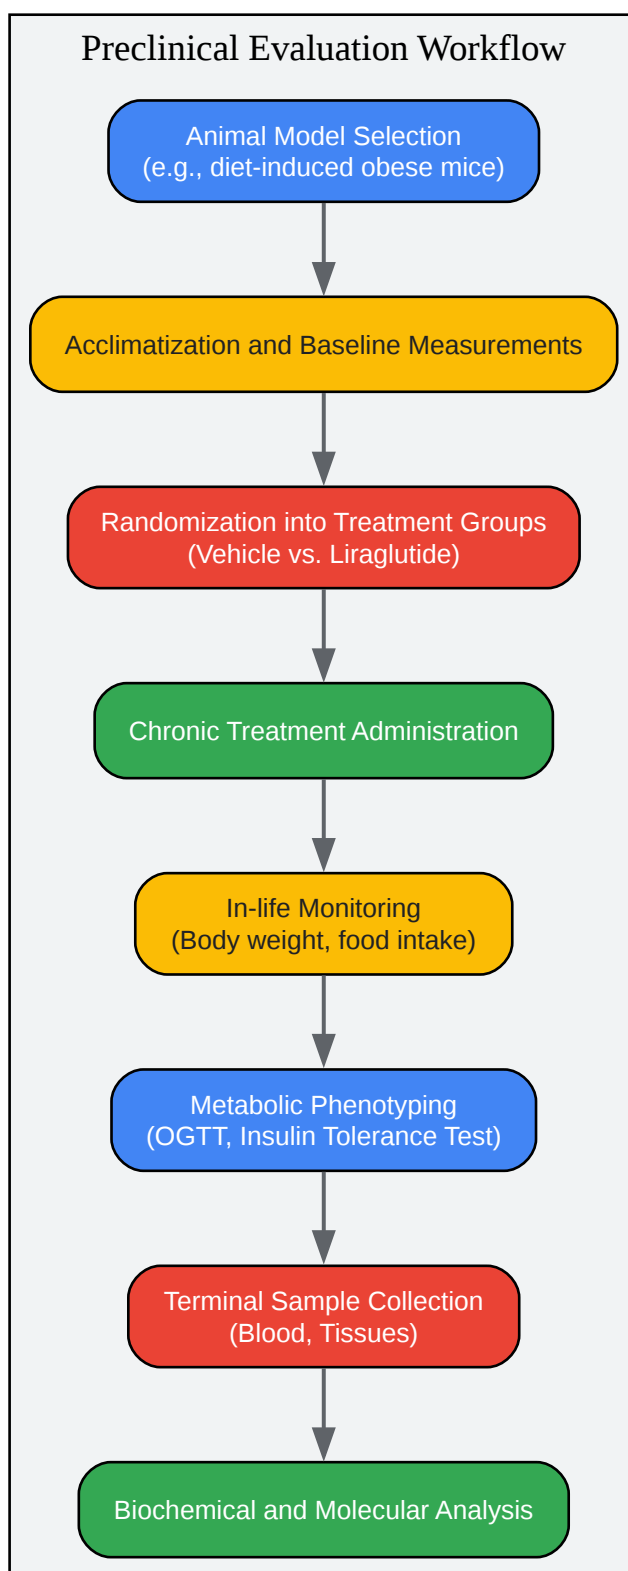 Preclinical Evaluation Workflow
Animal Model Selection
(e.g., diet-induced obese mice)
Acclimatization and Baseline Measurements
Randomization into Treatment Groups
(Vehicle vs. Liraglutide)
Chronic Treatment Administration
In-life Monitoring
(Body weight, food intake)
Metabolic Phenotyping
(OGTT, Insulin Tolerance Test)
Terminal Sample Collection
(Blood, Tissues)
Biochemical and Molecular Analysis